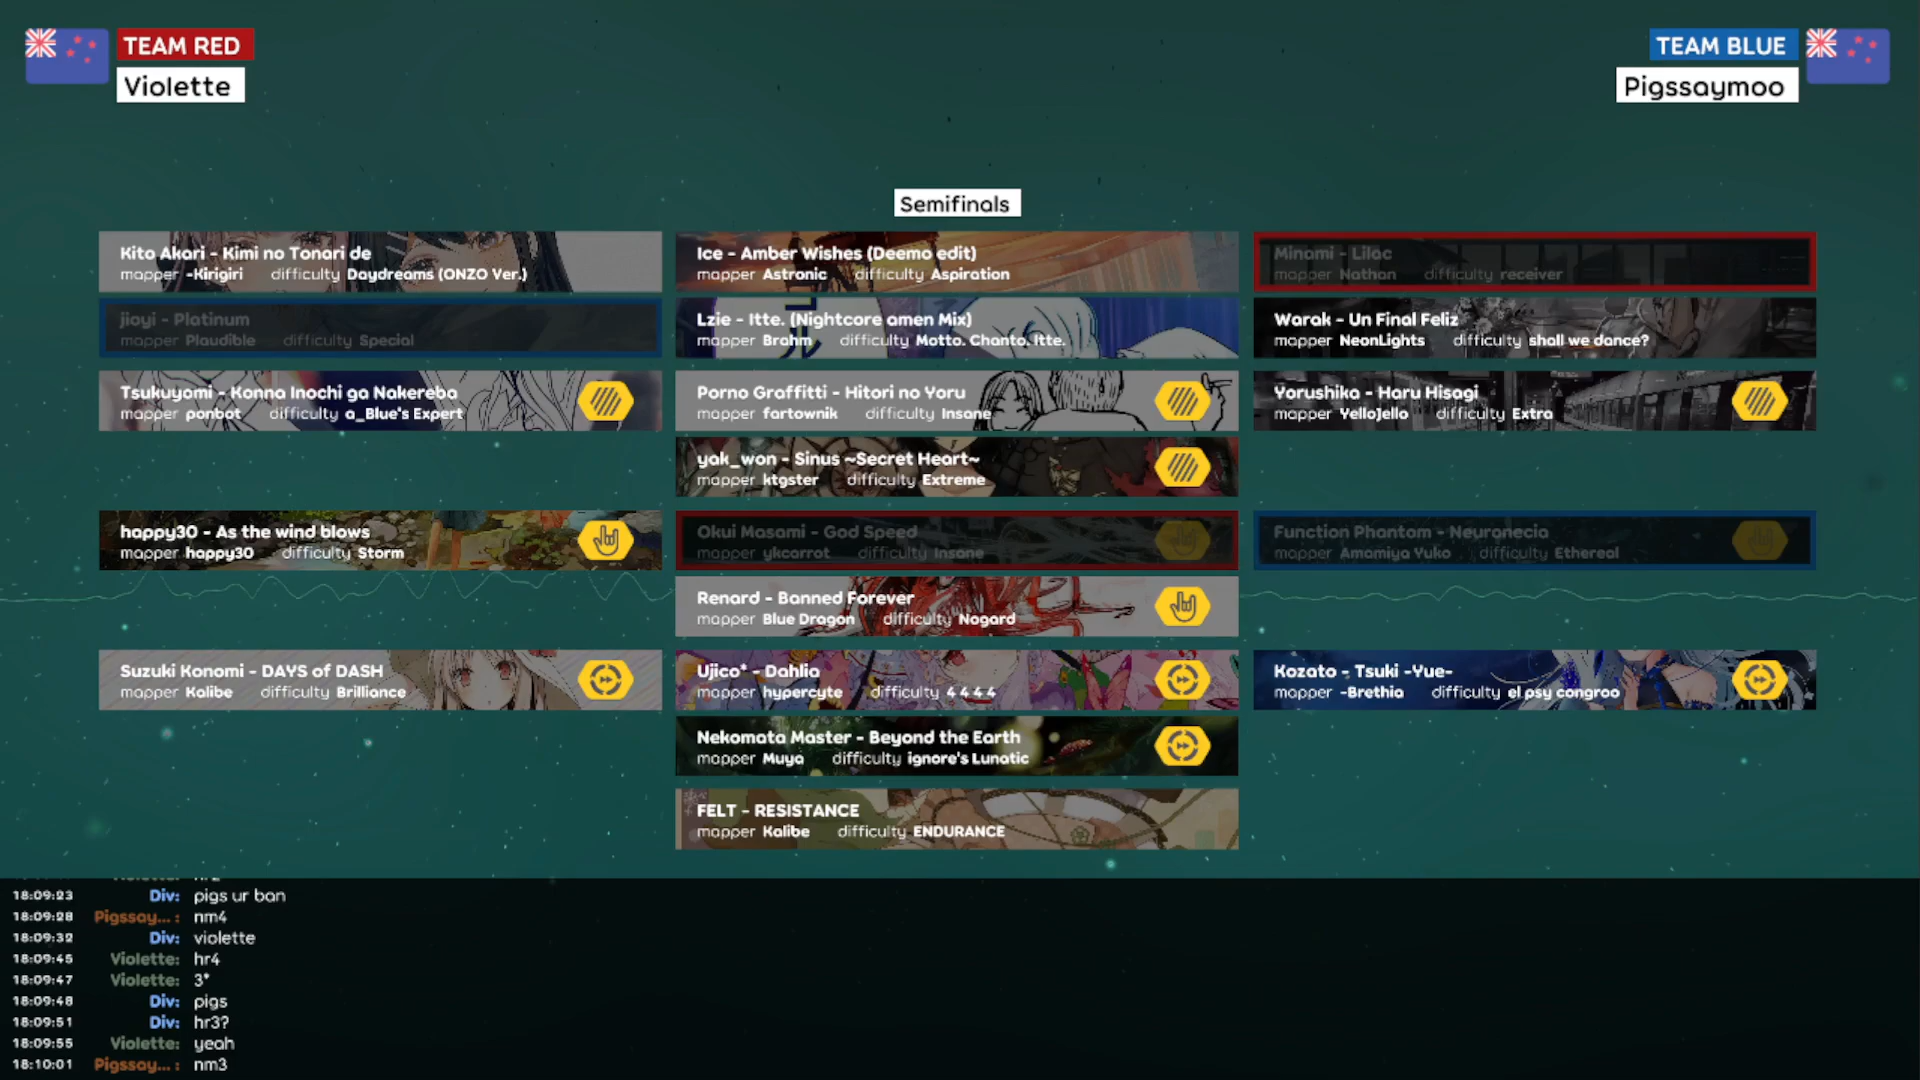 TEAM RED
Violette
TEAM BLUE
Pigssaymoo
Semifinals
Kito Akari - Kimi no Tonari de
mapper -Kirigiri difficulty Daydreams (ONZO Ver.)
Ice - Amber Wishes (Deemo edit)
mapper Astronic difficulty Aspiration
Minami - Lilac
mapper Nathan difficulty receiver
jioyi - Platinum
mapper Plaudible difficulty Special
Lzie - Itte. (Nightcore amen Mix)
mapper Brahm difficulty Motto. Chanto. Itte.
Warak - Un Final Feliz
mapper NeonLights difficulty shall we dance?
Tsukuyomi - Konna Inochi ga Nakereba
mapper ponbot difficulty a_Blue's Expert
Porno Graffitti - Hitori no Yoru
mapper fartownik difficulty Insane
Yorushika - Haru Hisagi
mapper YelloJello difficulty Extra
yak_won - Sinus ~Secret Heart~
mapper ktgster difficulty Extreme
happy30 - As the wind blows
mapper happy30 difficulty Storm
Okui Masami - God Speed
mapper ykcarrot difficulty Insane
Function Phantom - Neuronecia
mapper Amamiya Yuko difficulty Ethereal
Renard - Banned Forever
mapper Blue Dragon difficulty Nogard
Suzuki Konomi - DAYS of DASH
mapper Kalibe difficulty Brilliance
Ujico* - Dahlia
mapper hypercyte difficulty 4 4 4 4
Kozato - Tsuki -Yue-
mapper -Brethia difficulty el psy congroo
Nekomata Master - Beyond the Earth
mapper Muya difficulty ignore's Lunatic
FELT - RESISTANCE
mapper Kalibe difficulty ENDURANCE
18:09:23 Div: pigs ur ban
18:09:28 Pigssay... : nm4
18:09:32 Div: violette
18:09:45 Violette: hr4
18:09:47 Violette: 3*
18:09:48 Div: pigs
18:09:51 Div: hr3?
18:09:55 Violette: yeah
18:10:01 Pigssay... : nm3